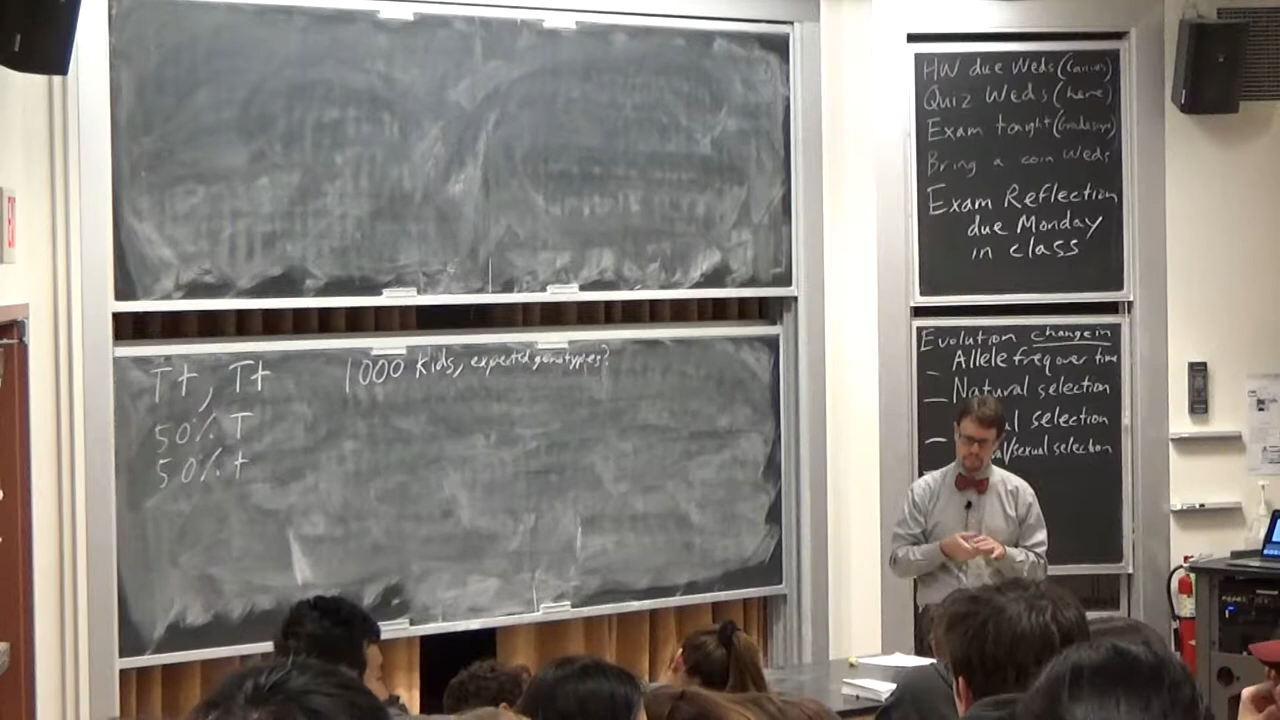 Tt, Tt
50% T
50% t
1000 kids, expected genotypes?
HW due Weds (Canvas)
Quiz Weds (here)
Exam tonght (Gradescope)
Bring a coin Weds
Exam Reflection
due Monday
in class
Evolution change in
Allele freq over time
— Natural selection
— selection
— /sexual selection